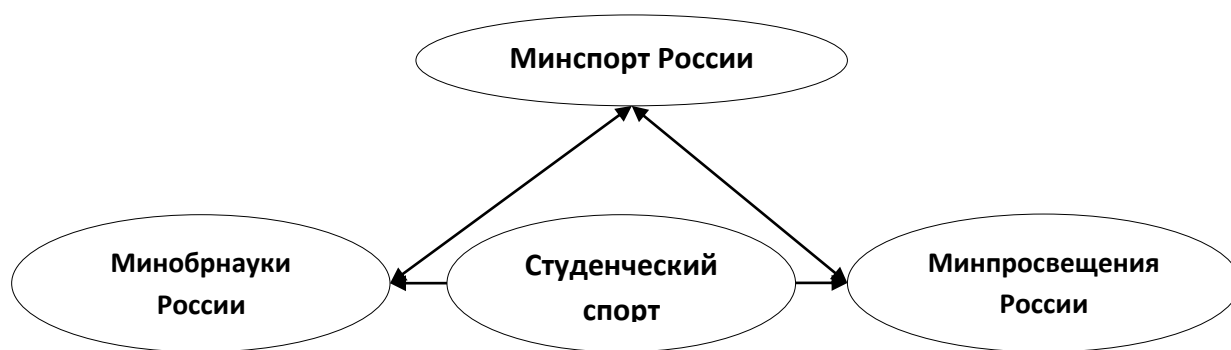 Минспорт России
Минобрнауки
России
Студенческий
спорт
Минпросвещения
России